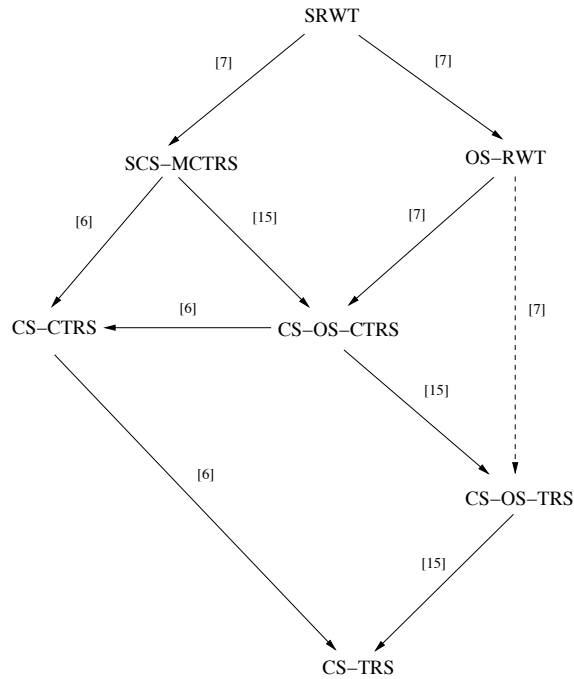 SRWT
[7]
[7]
SCS–MCTRS
OS–RWT
[6]
[15]
[7]
[7]
CS–CTRS
[6]
CS–OS–CTRS
[15]
[6]
CS–OS–TRS
[15]
CS–TRS